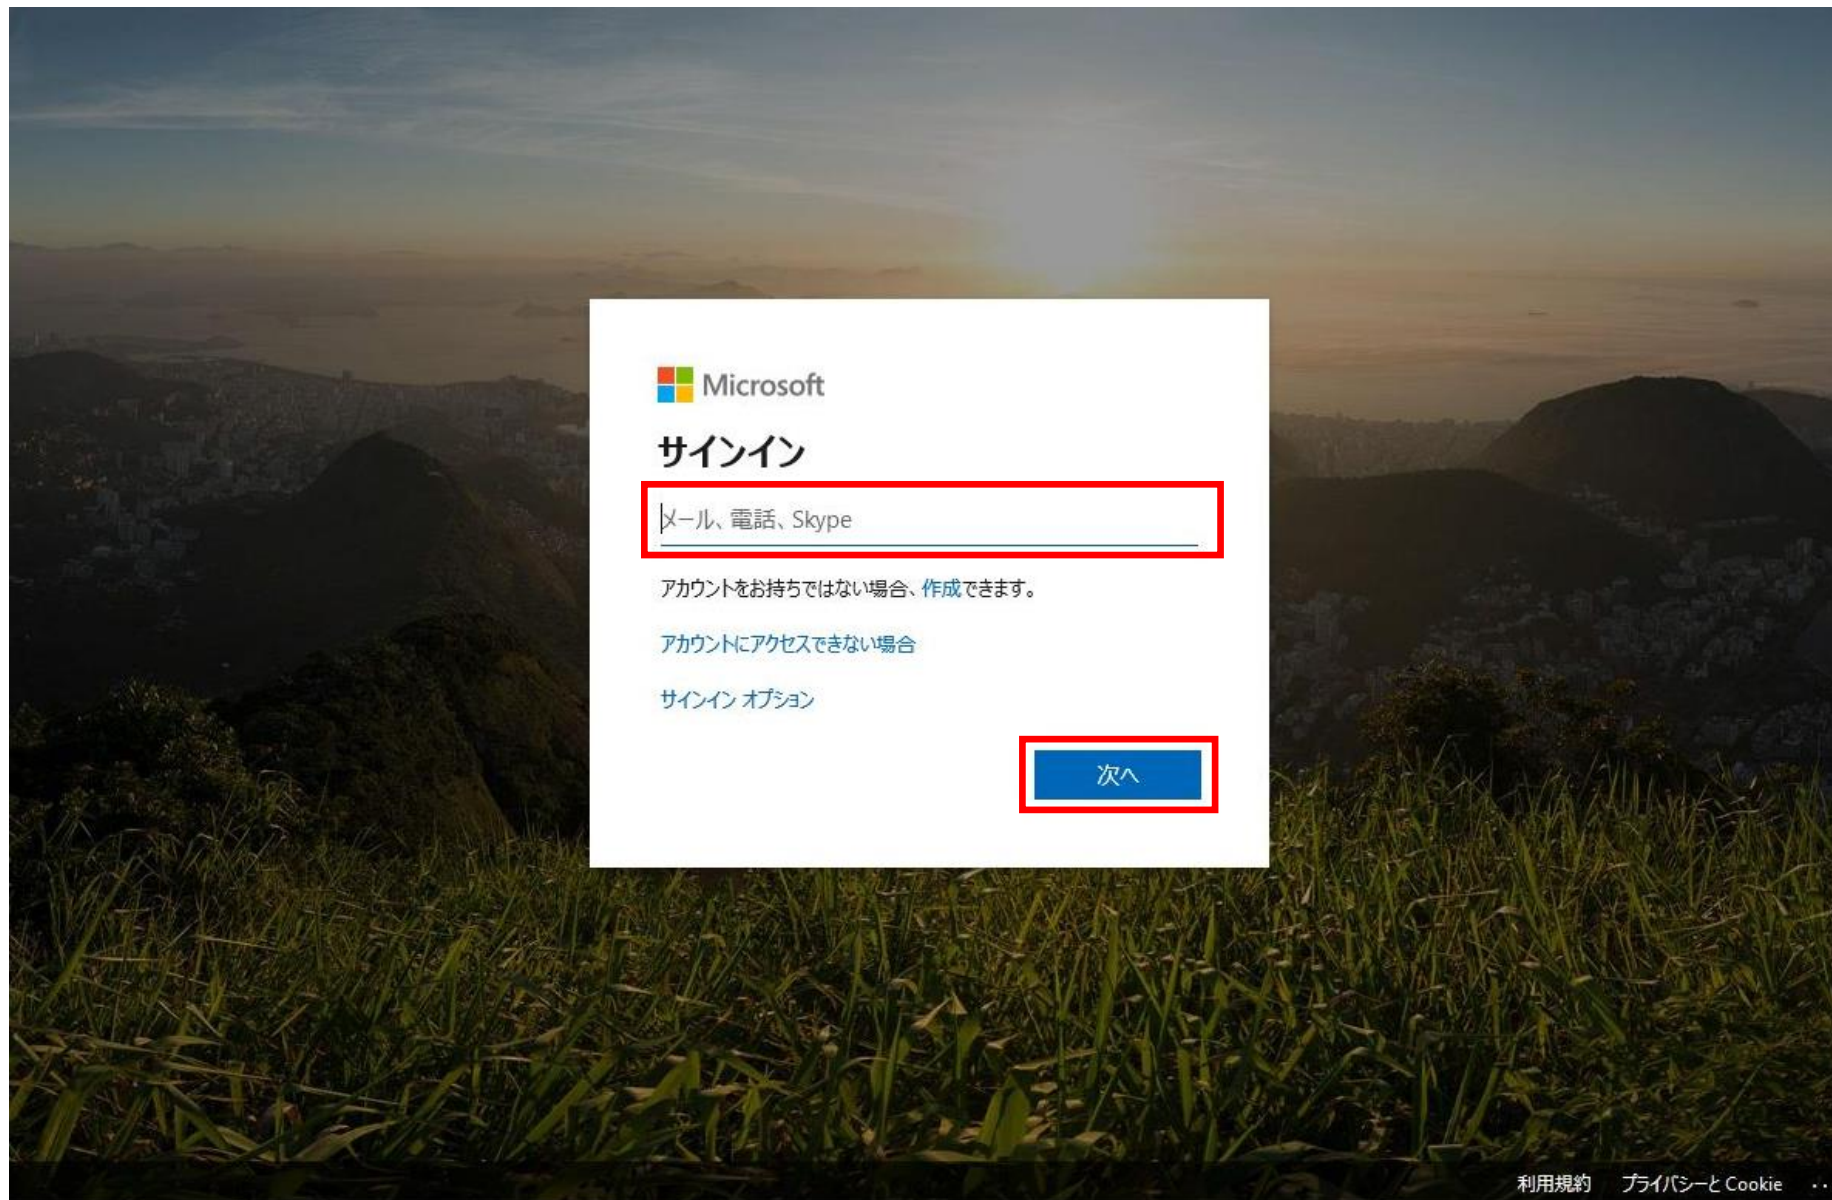 Microsoft
サインイン
メール、電話、Skype
アカウントをお持ちではない場合、作成できます。
アカウントにアクセスできない場合
サインイン オプション
次へ
利用規約 プライバシーと Cookie ··